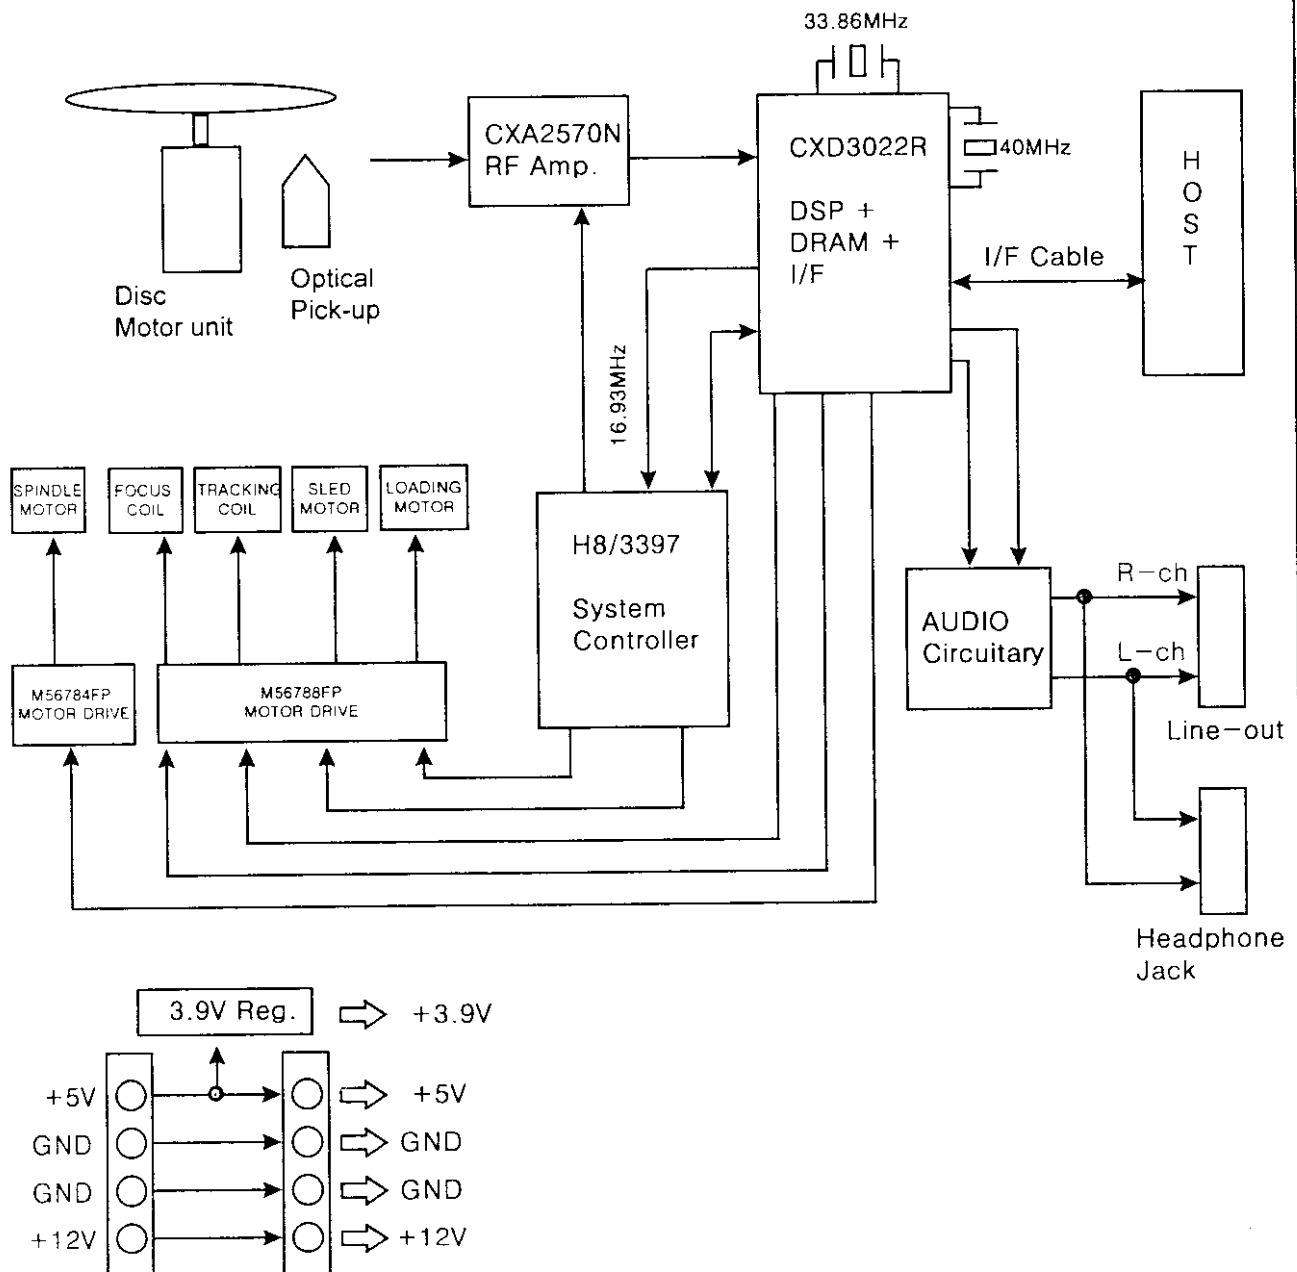 33.86MHz
CXA2570N
RF Amp.
CXD3022R
DSP +
DRAM +
I/F
40MHz
H
O
S
T
I/F Cable
Disc
Motor unit
Optical
Pick-up
16.93MHz
SPINDLE
MOTOR
FOCUS
COIL
TRACKING
COIL
SLED
MOTOR
LOADING
MOTOR
H8/3397
System
Controller
M56784FP
MOTOR DRIVE
M56788FP
MOTOR DRIVE
AUDIO
Circuitary
R-ch
L-ch
Line-out
Headphone
Jack
3.9V Reg.
+3.9V
+5V
+5V
GND
GND
GND
GND
+12V
+12V